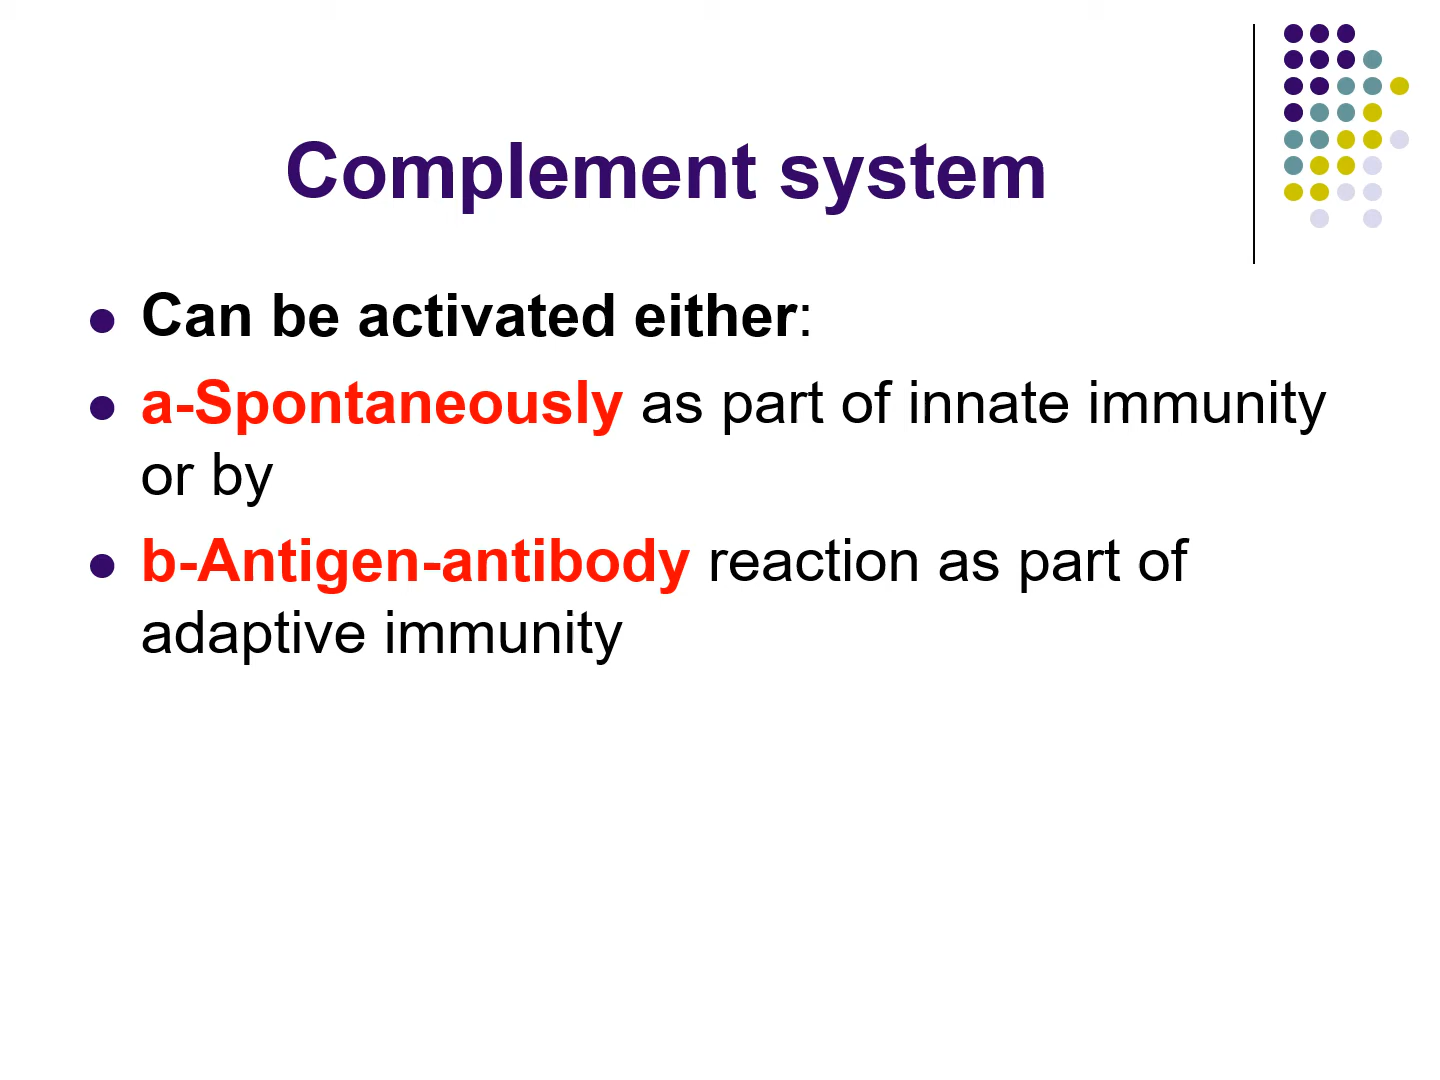 Complement system
Can be activated either:
a-Spontaneously as part of innate immunity
or by
b-Antigen-antibody reaction as part of
adaptive immunity